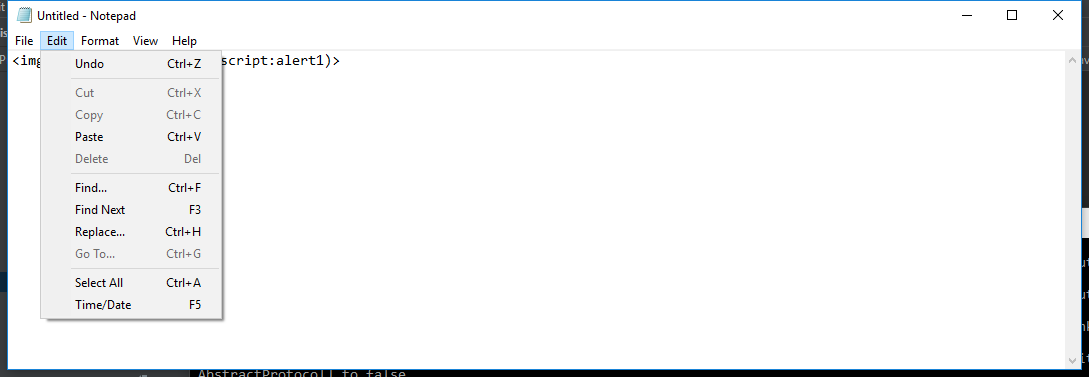 Untitled - Notepad
File Edit Format View Help
<img script:alert1)>
Undo Ctrl+Z
Cut Ctrl+X
Copy Ctrl+C
Paste Ctrl+V
Delete Del
Find... Ctrl+F
Find Next F3
Replace... Ctrl+H
Go To... Ctrl+G
Select All Ctrl+A
Time/Date F5
AbstractProtocol] to false